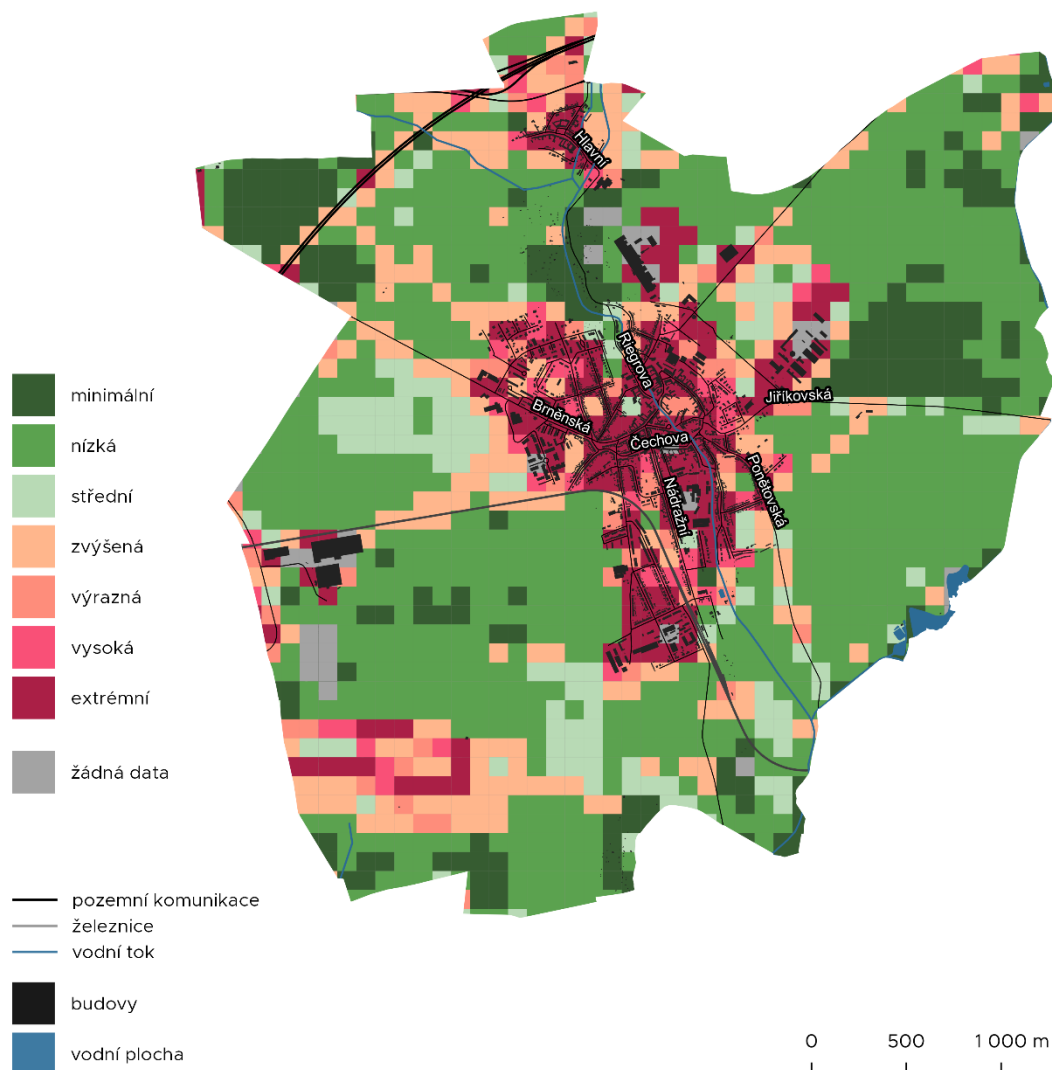 Hlavní
Riegrova
Brněnská
Čechova
Jiříkovská
Nádražní
Ponětovská
minimální
nízká
střední
zvýšená
výrazná
vysoká
extrémní
žádná data
pozemní komunikace
železnice
vodní tok
budovy
vodní plocha
0 500 1 000 m